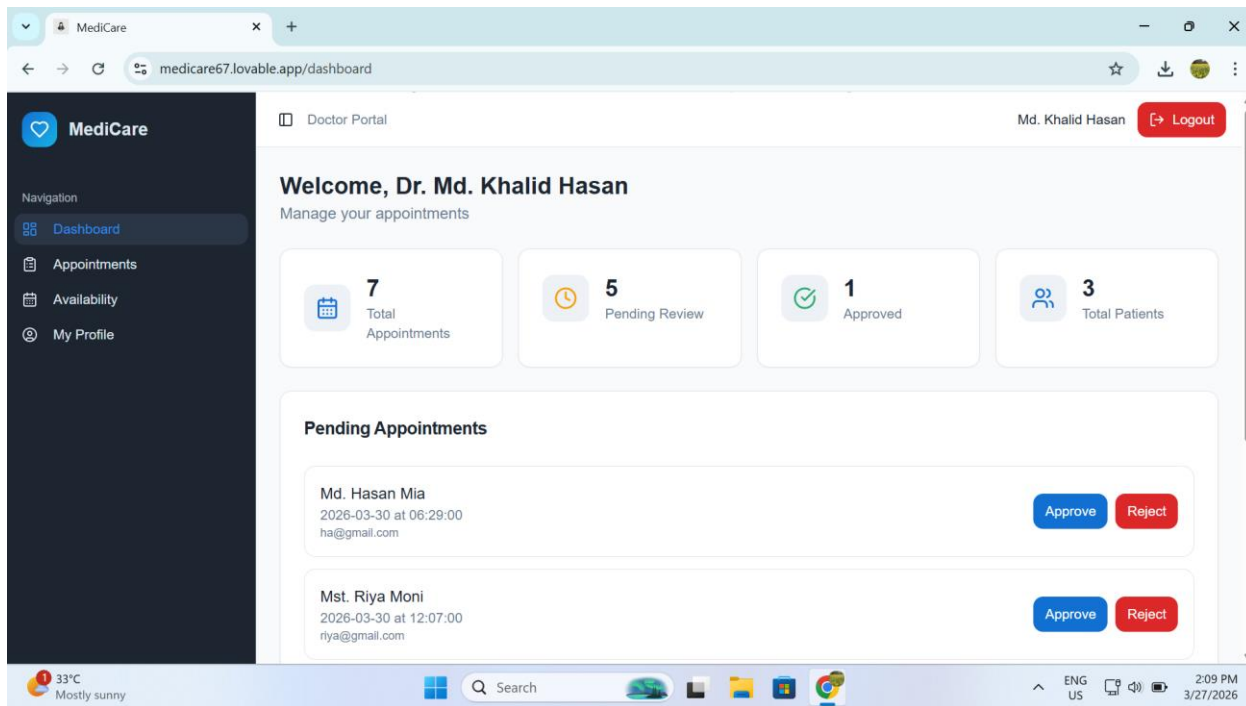 MediCare
medicare67.lovable.app/dashboard
MediCare
Doctor Portal
Md. Khalid Hasan
Logout
Navigation
Dashboard
Appointments
Availability
My Profile
Welcome, Dr. Md. Khalid Hasan
Manage your appointments
7
Total
Appointments
5
Pending Review
1
Approved
3
Total Patients
Pending Appointments
Md. Hasan Mia
2026-03-30 at 06:29:00
ha@gmail.com
Approve
Reject
Mst. Riya Moni
2026-03-30 at 12:07:00
riya@gmail.com
Approve
Reject
1
33°C
Mostly sunny
Search
ENG
US
2:09 PM
3/27/2026